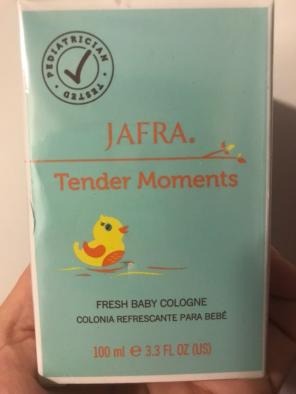 PEDIATRICIAN
TESTED
JAFRA.
Tender Moments
FRESH BABY COLOGNE
COLONIA REFRESCANTE PARA BEBÉ
100 ml ℮ 3.3 FL OZ (US)